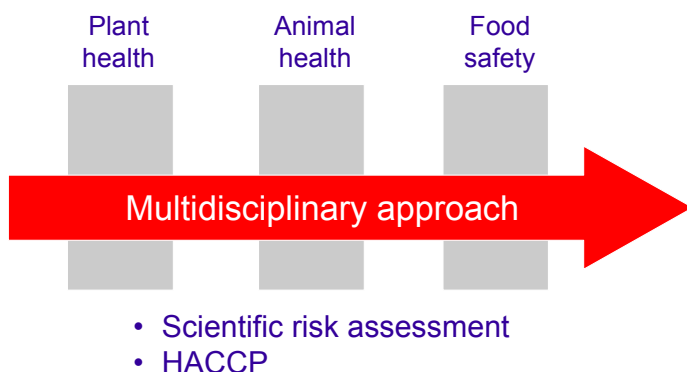 Plant
health
Animal
health
Food
safety
Multidisciplinary approach
• Scientific risk assessment
• HACCP